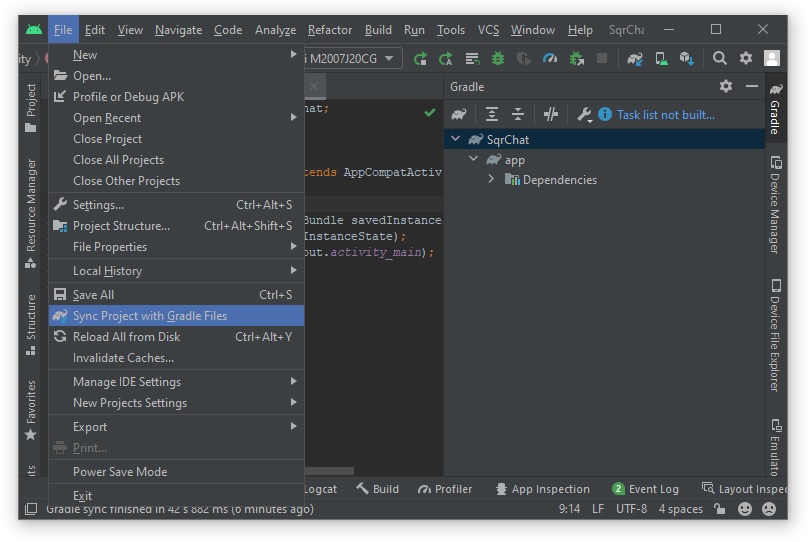 File Edit View Navigate Code Analyze Refactor Build Run Tools VCS Window Help SqrCha
ity M2007J20CG
New
Open...
Profile or Debug APK
Open Recent
Close Project
Close All Projects
Close Other Projects
Settings... Ctrl+Alt+S
Project Structure... Ctrl+Alt+Shift+S
File Properties
Local History
Save All Ctrl+S
Sync Project with Gradle Files
Reload All from Disk Ctrl+Alt+Y
Invalidate Caches...
Manage IDE Settings
New Projects Settings
Export
Print...
Power Save Mode
Exit
Project
Resource Manager
Structure
Favorites
nts
hat;
tends AppCompatActiv
Bundle savedInstance
InstanceState);
out.activity_main);
Gradle
Task list not built...
SqrChat
app
Dependencies
Gradle
Device Manager
Device File Explorer
Emulato
Logcat Build Profiler App Inspection 2 Event Log Layout Inspec
Gradle sync finished in 42 s 882 ms (6 minutes ago) 9:14 LF UTF-8 4 spaces